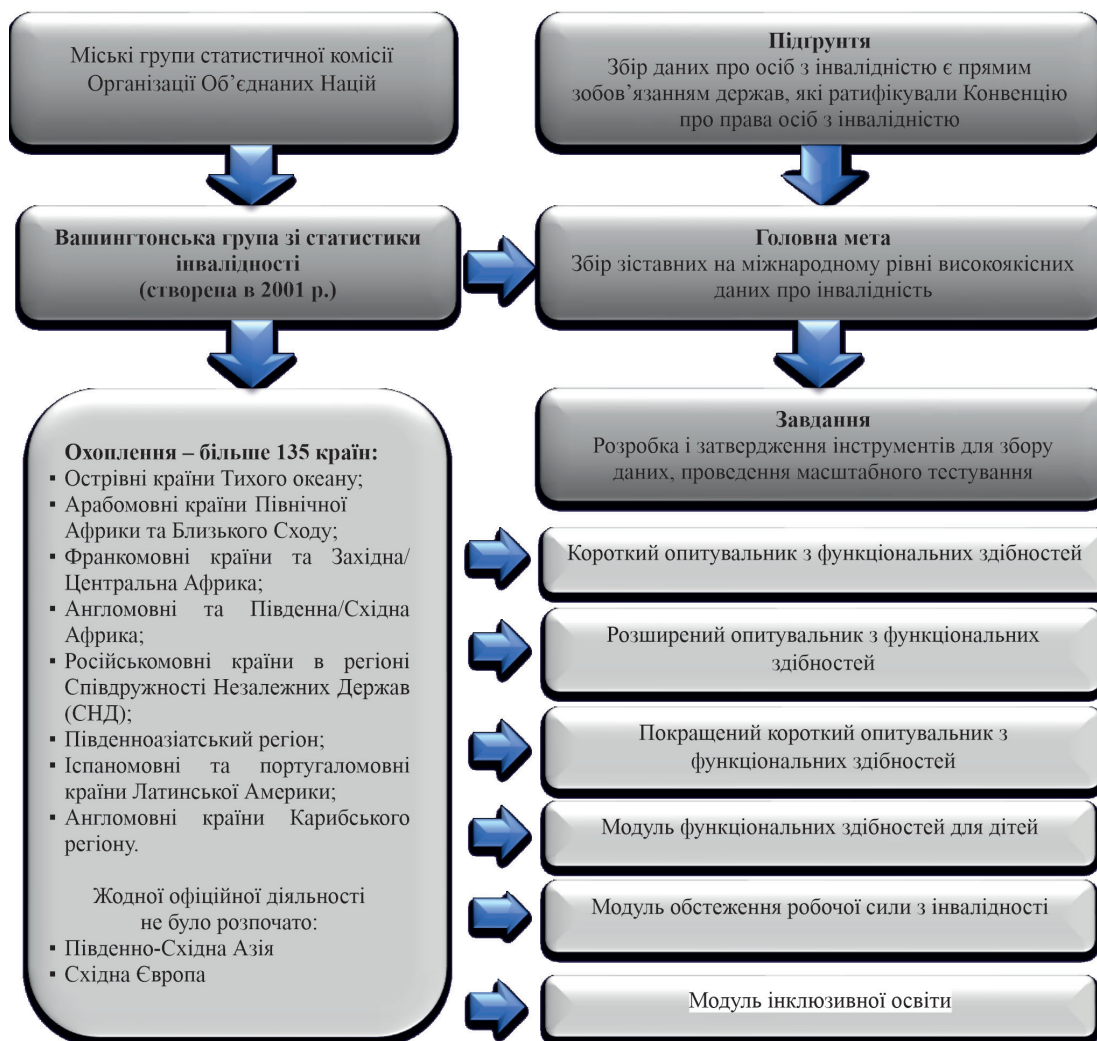 Міські групи статистичної комісії
Організації Об’єднаних Націй
Підґрунтя
Збір даних про осіб з інвалідністю є прямим
зобов’язанням держав, які ратифікували Конвенцію
про права осіб з інвалідністю
Вашингтонська група зі статистики
інвалідності
(створена в 2001 р.)
Головна мета
Збір зіставних на міжнародному рівні високоякісних
даних про інвалідність
Охоплення – більше 135 країн:
▪ Острівні країни Тихого океану;
▪ Арабомовні країни Північної
Африки та Близького Сходу;
▪ Франкомовні країни та Західна/
Центральна Африка;
▪ Англомовні та Південна/Східна
Африка;
▪ Російськомовні країни в регіоні
Співдружності Незалежних Держав
(СНД);
▪ Південноазіатський регіон;
▪ Іспаномовні та португаломовні
країни Латинської Америки;
▪ Англомовні країни Карибського
регіону.
Жодної офіційної діяльності
не було розпочато:
▪ Південно-Східна Азія
▪ Східна Європа
Завдання
Розробка і затвердження інструментів для збору
даних, проведення масштабного тестування
Короткий опитувальник з функціональних здібностей
Розширений опитувальник з функціональних
здібностей
Покращений короткий опитувальник з
функціональних здібностей
Модуль функціональних здібностей для дітей
Модуль обстеження робочої сили з інвалідності
Модуль інклюзивної освіти